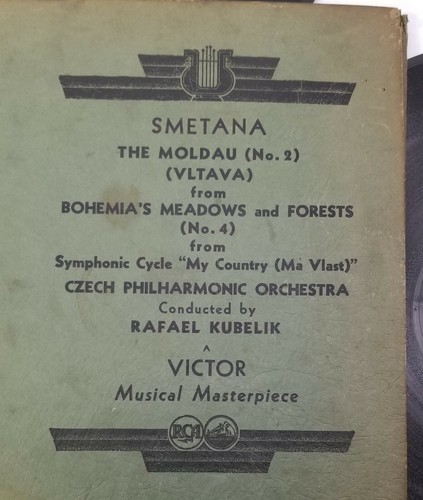 SMETANA
THE MOLDAU (No. 2)
(VLTAVA)
from
BOHEMIA'S MEADOWS and FORESTS
(No. 4)
from
Symphonic Cycle "My Country (Ma Vlast)"
CZECH PHILHARMONIC ORCHESTRA
Conducted by
RAFAEL KUBELIK
A
VICTOR
Musical Masterpiece
RCA